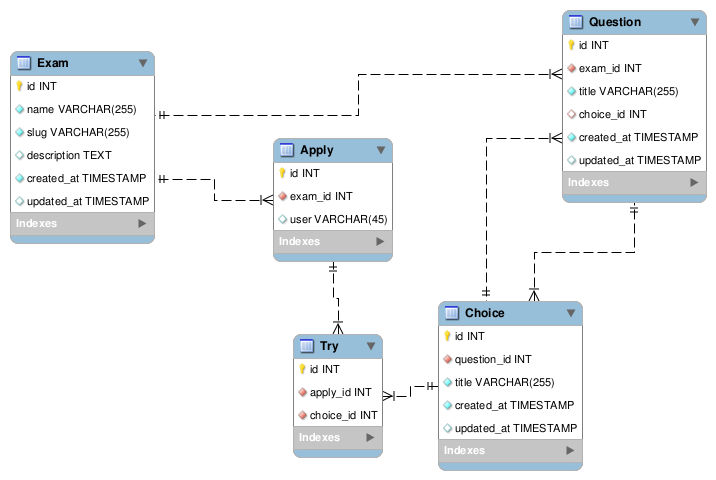 Exam
id INT
name VARCHAR(255)
slug VARCHAR(255)
description TEXT
created_at TIMESTAMP
updated_at TIMESTAMP
Indexes
Apply
id INT
exam_id INT
user VARCHAR(45)
Indexes
Question
id INT
exam_id INT
title VARCHAR(255)
choice_id INT
created_at TIMESTAMP
updated_at TIMESTAMP
Indexes
Try
id INT
apply_id INT
choice_id INT
Indexes
Choice
id INT
question_id INT
title VARCHAR(255)
created_at TIMESTAMP
updated_at TIMESTAMP
Indexes